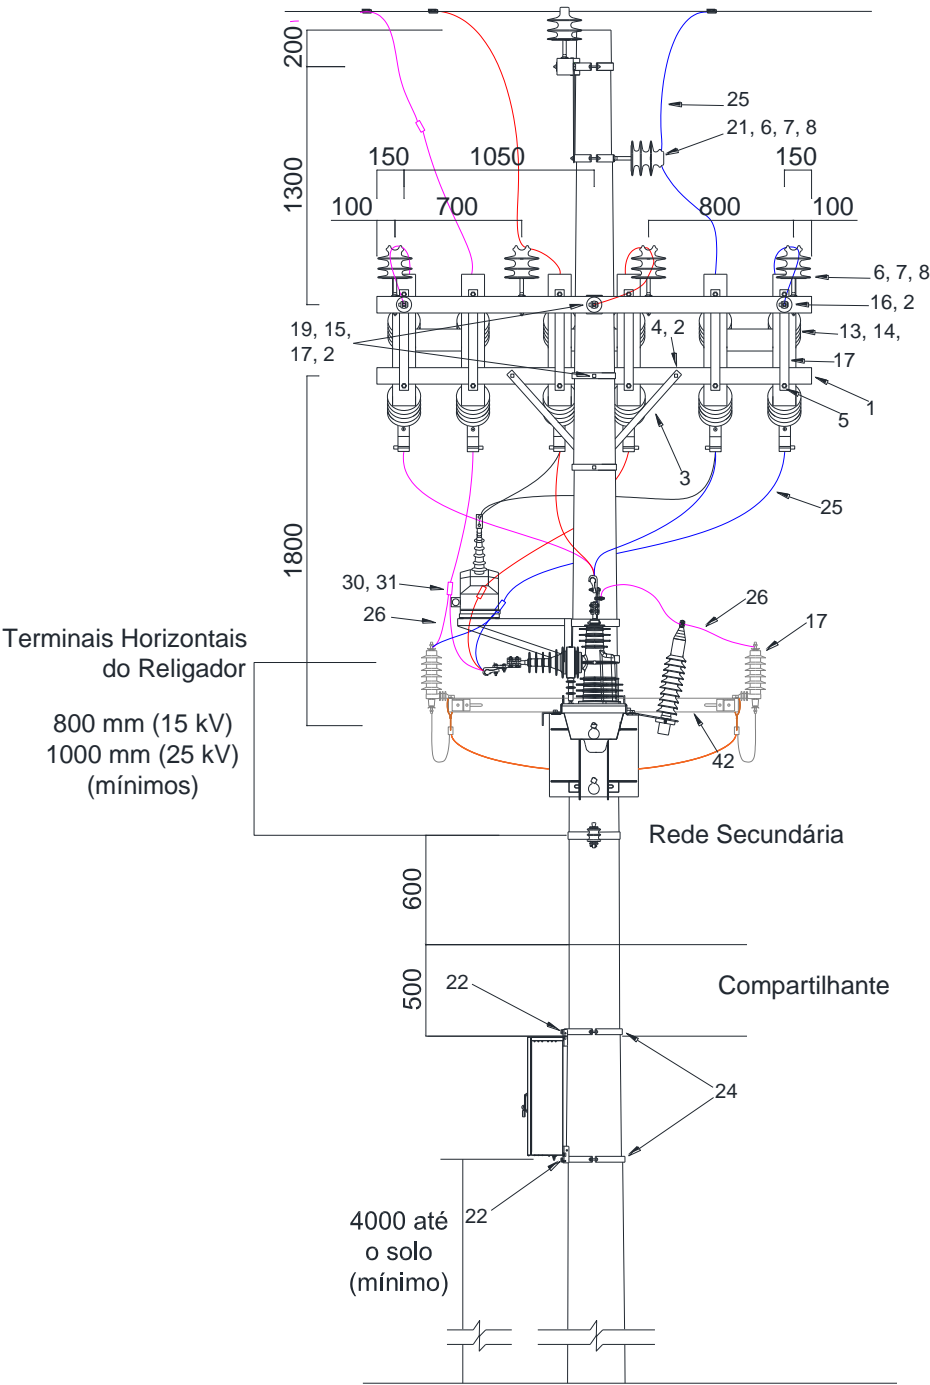 200
25
21, 6, 7, 8
150
1050
150
1300
100
700
800
100
6, 7, 8
16, 2
19, 15,
17, 2
4, 2
13, 14,
17
1
5
3
25
1800
30, 31
26
26
17
Terminais Horizontais
do Religador
800 mm (15 kV)
1000 mm (25 kV)
(mínimos)
42
Rede Secundária
600
500
22
Compartilhante
24
22
4000 até
o solo
(mínimo)